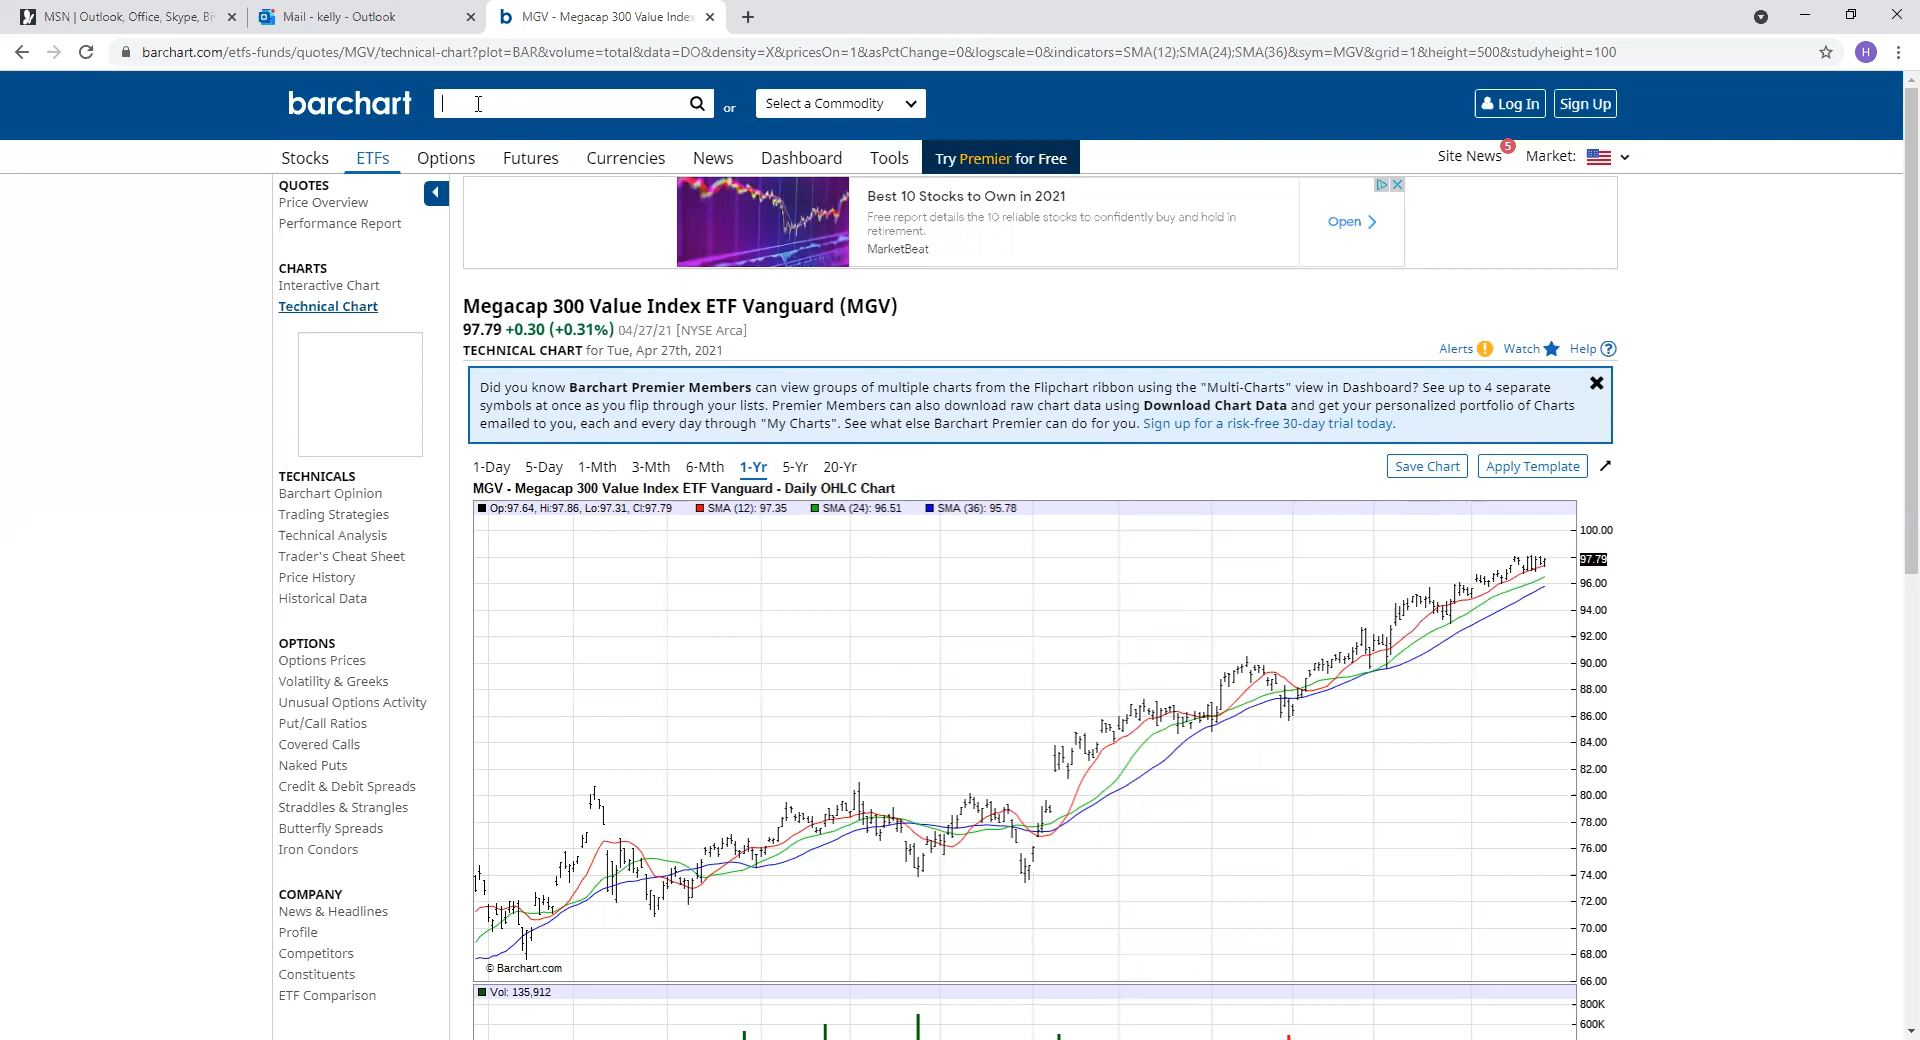 MSN | Outlook, Office, Skype, Bi
Mail - kelly - Outlook
b MGV - Megacap 300 Value Index
barchart.com/etfs-funds/quotes/MGV/technical-chart?plot=BAR&volume=total&data=DO&density=X&pricesOn=1&asPctChange=0&logscale=0&indicators=SMA(12);SMA(24);SMA(36)&sym=MGV&grid=1&height=500&studyheight=100
H
barchart
or
Select a Commodity
Log In
Sign Up
Stocks
ETFs
Options
Futures
Currencies
News
Dashboard
Tools
Try Premier for Free
Site News
5
Market:
QUOTES
Price Overview
Performance Report
CHARTS
Interactive Chart
Technical Chart
TECHNICALS
Barchart Opinion
Trading Strategies
Technical Analysis
Trader's Cheat Sheet
Price History
Historical Data
OPTIONS
Options Prices
Volatility & Greeks
Unusual Options Activity
Put/Call Ratios
Covered Calls
Naked Puts
Credit & Debit Spreads
Straddles & Strangles
Butterfly Spreads
Iron Condors
COMPANY
News & Headlines
Profile
Competitors
Constituents
ETF Comparison
Best 10 Stocks to Own in 2021
Free report details the 10 reliable stocks to confidently buy and hold in
retirement.
MarketBeat
Open
Megacap 300 Value Index ETF Vanguard (MGV)
97.79 +0.30 (+0.31%) 04/27/21 [NYSE Arca]
TECHNICAL CHART for Tue, Apr 27th, 2021
Alerts
Watch
Help
Did you know Barchart Premier Members can view groups of multiple charts from the Flipchart ribbon using the "Multi-Charts" view in Dashboard? See up to 4 separate
symbols at once as you flip through your lists. Premier Members can also download raw chart data using Download Chart Data and get your personalized portfolio of Charts
emailed to you, each and every day through "My Charts". See what else Barchart Premier can do for you. Sign up for a risk-free 30-day trial today.
1-Day 5-Day 1-Mth 3-Mth 6-Mth 1-Yr 5-Yr 20-Yr
Save Chart
Apply Template
MGV - Megacap 300 Value Index ETF Vanguard - Daily OHLC Chart
Op:97.64, Hi:97.86, Lo:97.31, Cl:97.79 SMA (12): 97.35 SMA (24): 96.51 SMA (36): 95.78
100.00
97.79
96.00
94.00
92.00
90.00
88.00
86.00
84.00
82.00
80.00
78.00
76.00
74.00
72.00
70.00
68.00
66.00
© Barchart.com
Vol: 135,912
800K
600K